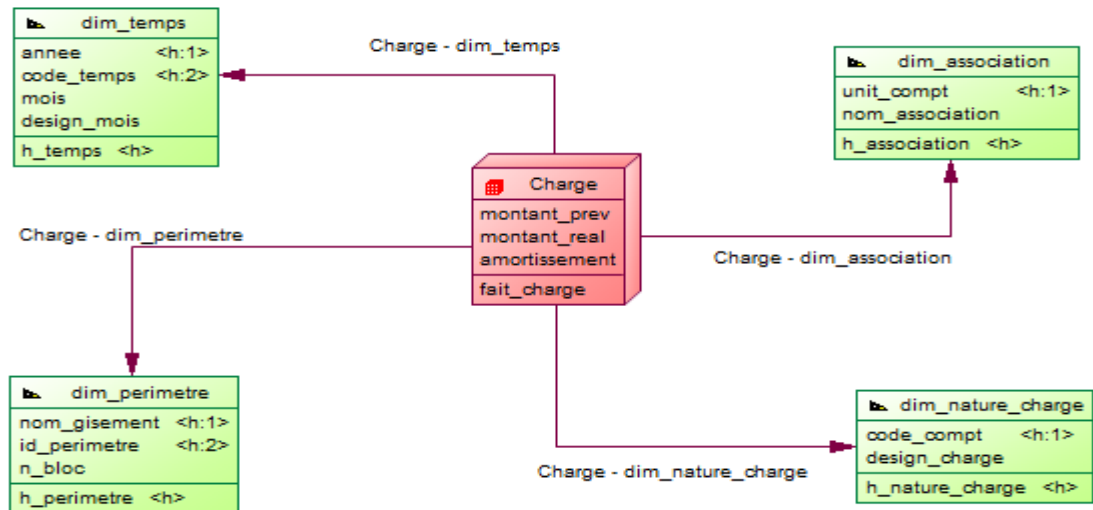 dim_temps
annee <h:1>
code_temps <h:2>
mois
design_mois
h_temps <h>
Charge - dim_temps
dim_association
unit_compt <h:1>
nom_association
h_association <h>
Charge
montant_prev
montant_real
amortissement
fait_charge
Charge - dim_perimetre
Charge - dim_association
dim_perimetre
nom_gisement <h:1>
id_perimetre <h:2>
n_bloc
h_perimetre <h>
dim_nature_charge
code_compt <h:1>
design_charge
h_nature_charge <h>
Charge - dim_nature_charge